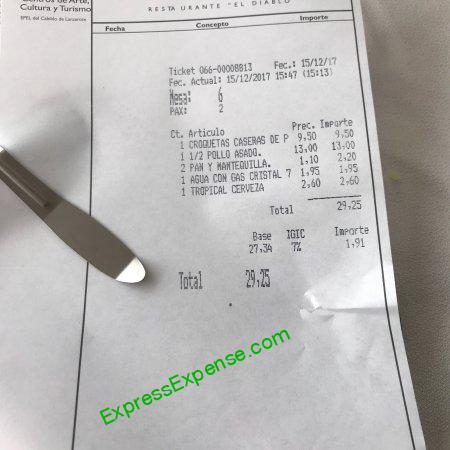 Centros de Arte,
Cultura y Turismo
EPEL del Cabildo de Lanzarote
RESTAURANTE "EL DIABLO"
Fecha Concepto Importe
Ticket 066-00008813 Fec.: 15/12/17
Fec. Actual: 15/12/2017 15:47 (15:13)
Mesa: 6
PAX: 2
Ct. Articulo Prec. Importe
1 CROQUETAS CASERAS DE P 9,50 9,50
1 1/2 POLLO ASADO. 13,00 13,00
2 PAN Y MANTEQUILLA. 1,10 2,20
1 AGUA CON GAS CRISTAL 7 1,95 1,95
1 TROPICAL CERVEZA 2,60 2,60
Total 29,25
Base IGIC Importe
27,34 7% 1,91
Total 29,25
ExpressExpense.com